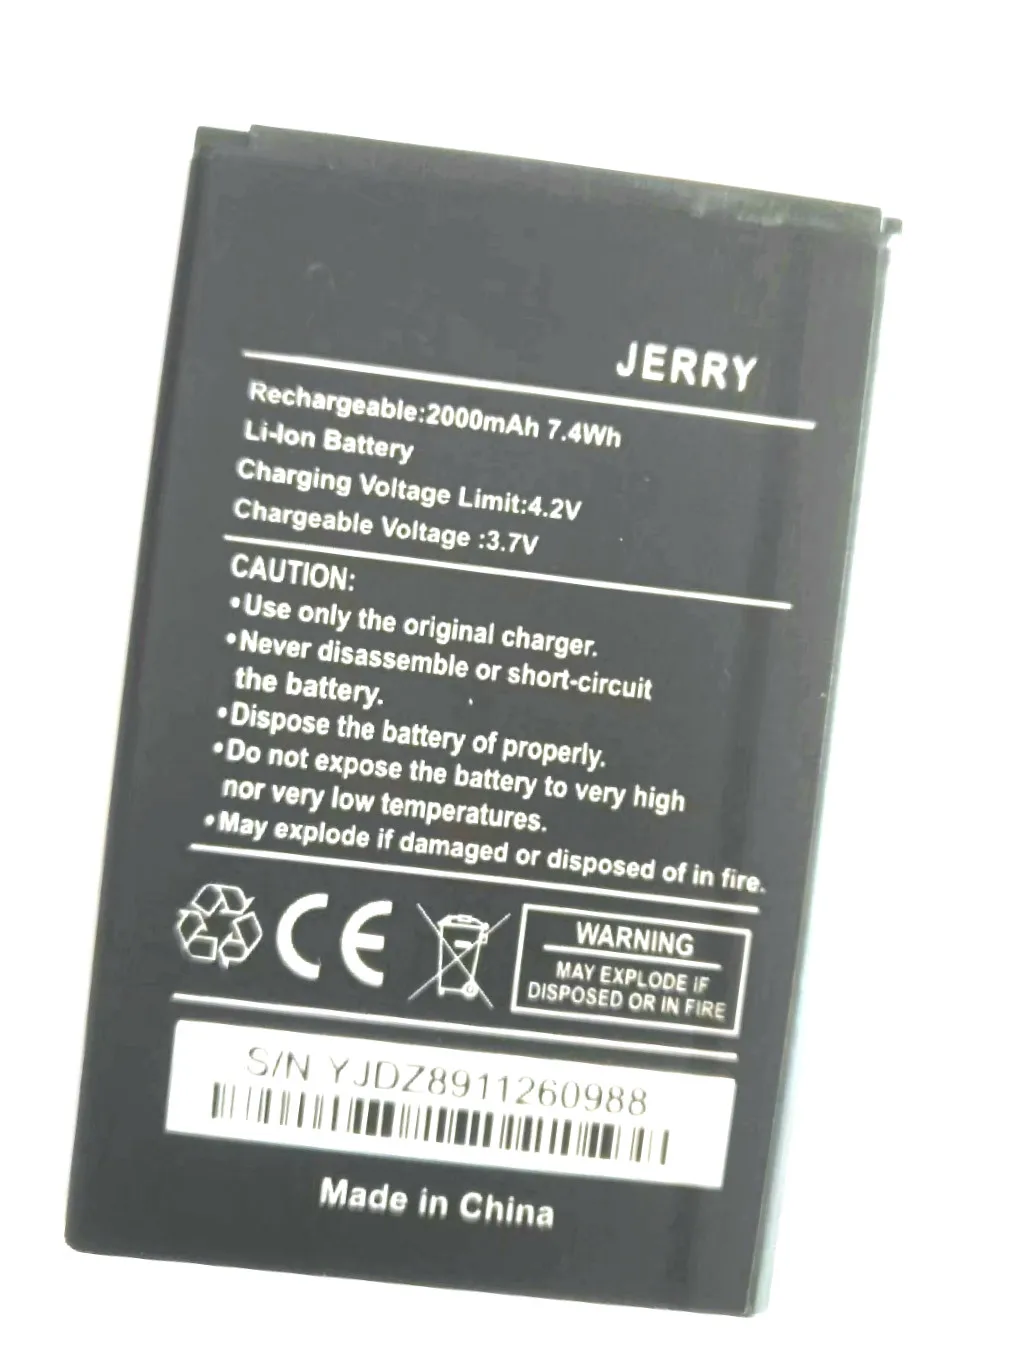 JERRY
Rechargeable:2000mAh 7.4Wh
Li-Ion Battery
Charging Voltage Limit:4.2V
Chargeable Voltage :3.7V
CAUTION:
•Use only the original charger.
•Never disassemble or short-circuit
the battery.
•Dispose the battery of properly.
•Do not expose the battery to very high
nor very low temperatures.
•May explode if damaged or disposed of in fire.
CE
WARNING
MAY EXPLODE IF
DISPOSED OR IN FIRE
S/N YJDZ8911260988
Made in China